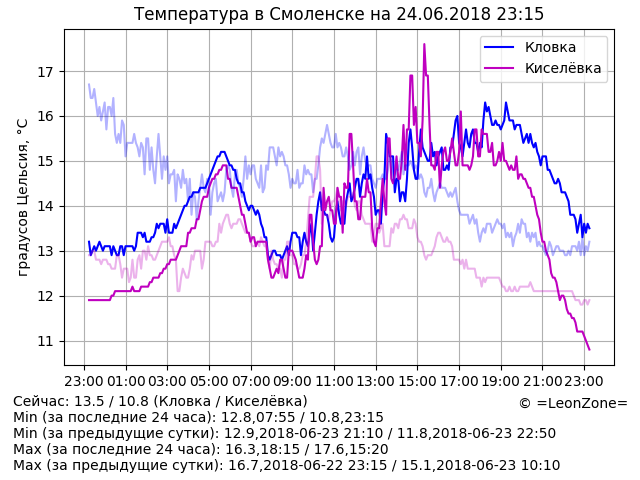 Температура в Смоленске на 24.06.2018 23:15
Кловка
Киселёвка
градусов Цельсия, °C
17
16
15
14
13
12
11
23:00 01:00 03:00 05:00 07:00 09:00 11:00 13:00 15:00 17:00 19:00 21:00 23:00
Сейчас: 13.5 / 10.8 (Кловка / Киселёвка)
© =LeonZone=
Min (за последние 24 часа): 12.8,07:55 / 10.8,23:15
Min (за предыдущие сутки): 12.9,2018-06-23 21:10 / 11.8,2018-06-23 22:50
Max (за последние 24 часа): 16.3,18:15 / 17.6,15:20
Max (за предыдущие сутки): 16.7,2018-06-22 23:15 / 15.1,2018-06-23 10:10